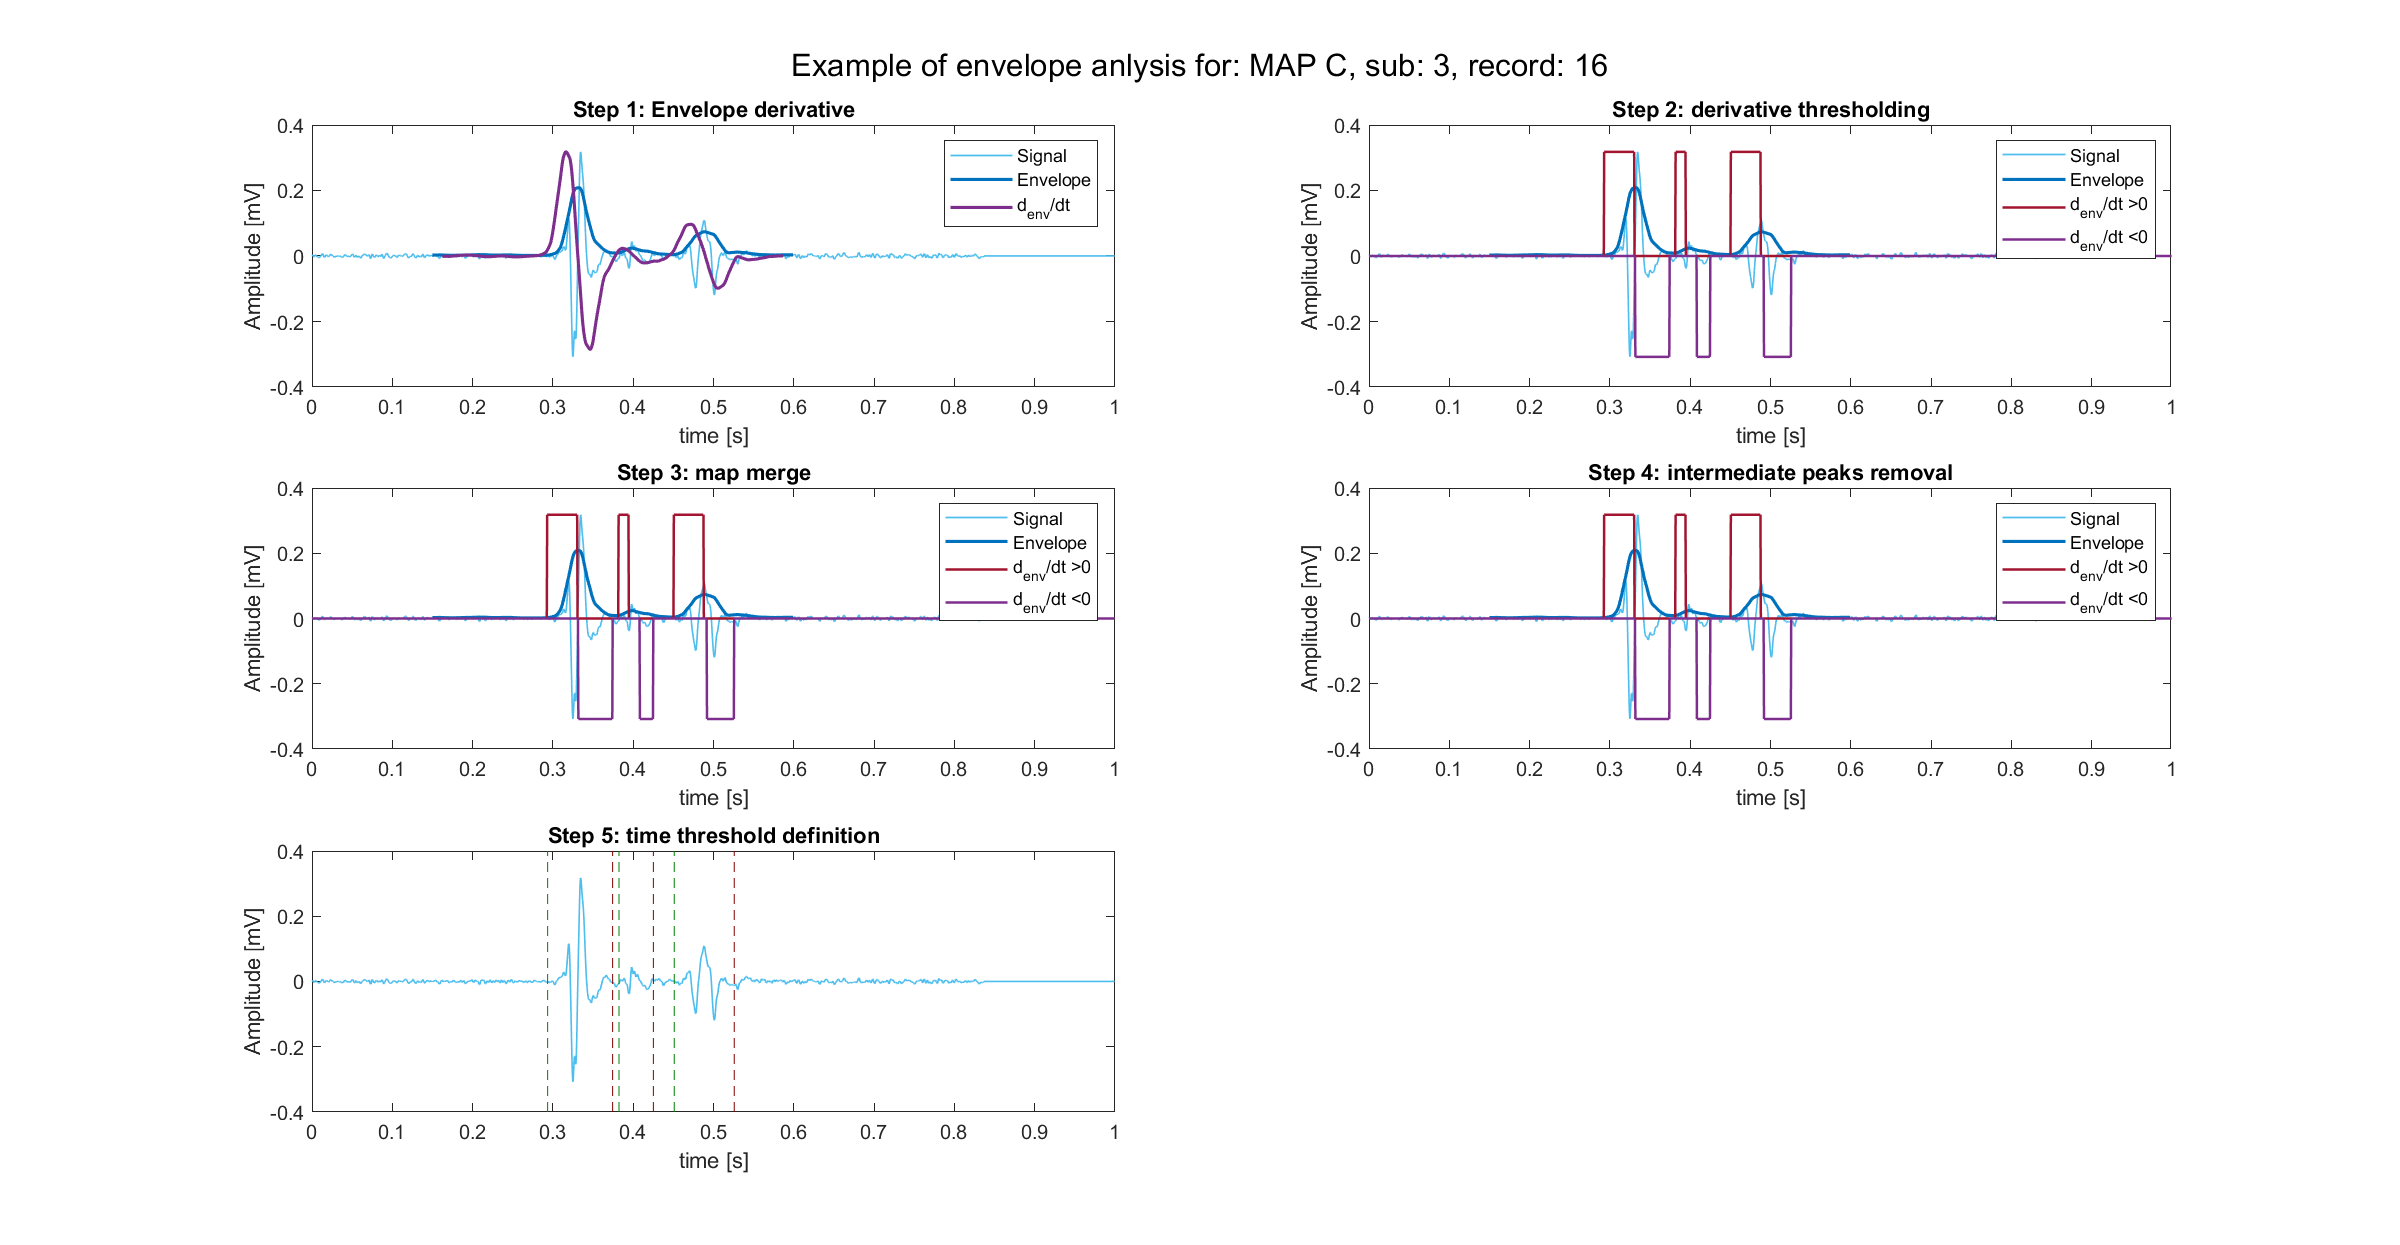 Example of envelope anlysis for: MAP C, sub: 3, record: 16
Step 1: Envelope derivative
0.4
0.2
0
-0.2
-0.4
Amplitude [mV]
0 0.1 0.2 0.3 0.4 0.5 0.6 0.7 0.8 0.9 1
time [s]
Signal
Envelope
d_env/dt
Step 2: derivative thresholding
0.4
0.2
0
-0.2
-0.4
Amplitude [mV]
0 0.1 0.2 0.3 0.4 0.5 0.6 0.7 0.8 0.9 1
time [s]
Signal
Envelope
d_env/dt >0
d_env/dt <0
Step 3: map merge
0.4
0.2
0
-0.2
-0.4
Amplitude [mV]
0 0.1 0.2 0.3 0.4 0.5 0.6 0.7 0.8 0.9 1
time [s]
Signal
Envelope
d_env/dt >0
d_env/dt <0
Step 4: intermediate peaks removal
0.4
0.2
0
-0.2
-0.4
Amplitude [mV]
0 0.1 0.2 0.3 0.4 0.5 0.6 0.7 0.8 0.9 1
time [s]
Signal
Envelope
d_env/dt >0
d_env/dt <0
Step 5: time threshold definition
0.4
0.2
0
-0.2
-0.4
Amplitude [mV]
0 0.1 0.2 0.3 0.4 0.5 0.6 0.7 0.8 0.9 1
time [s]